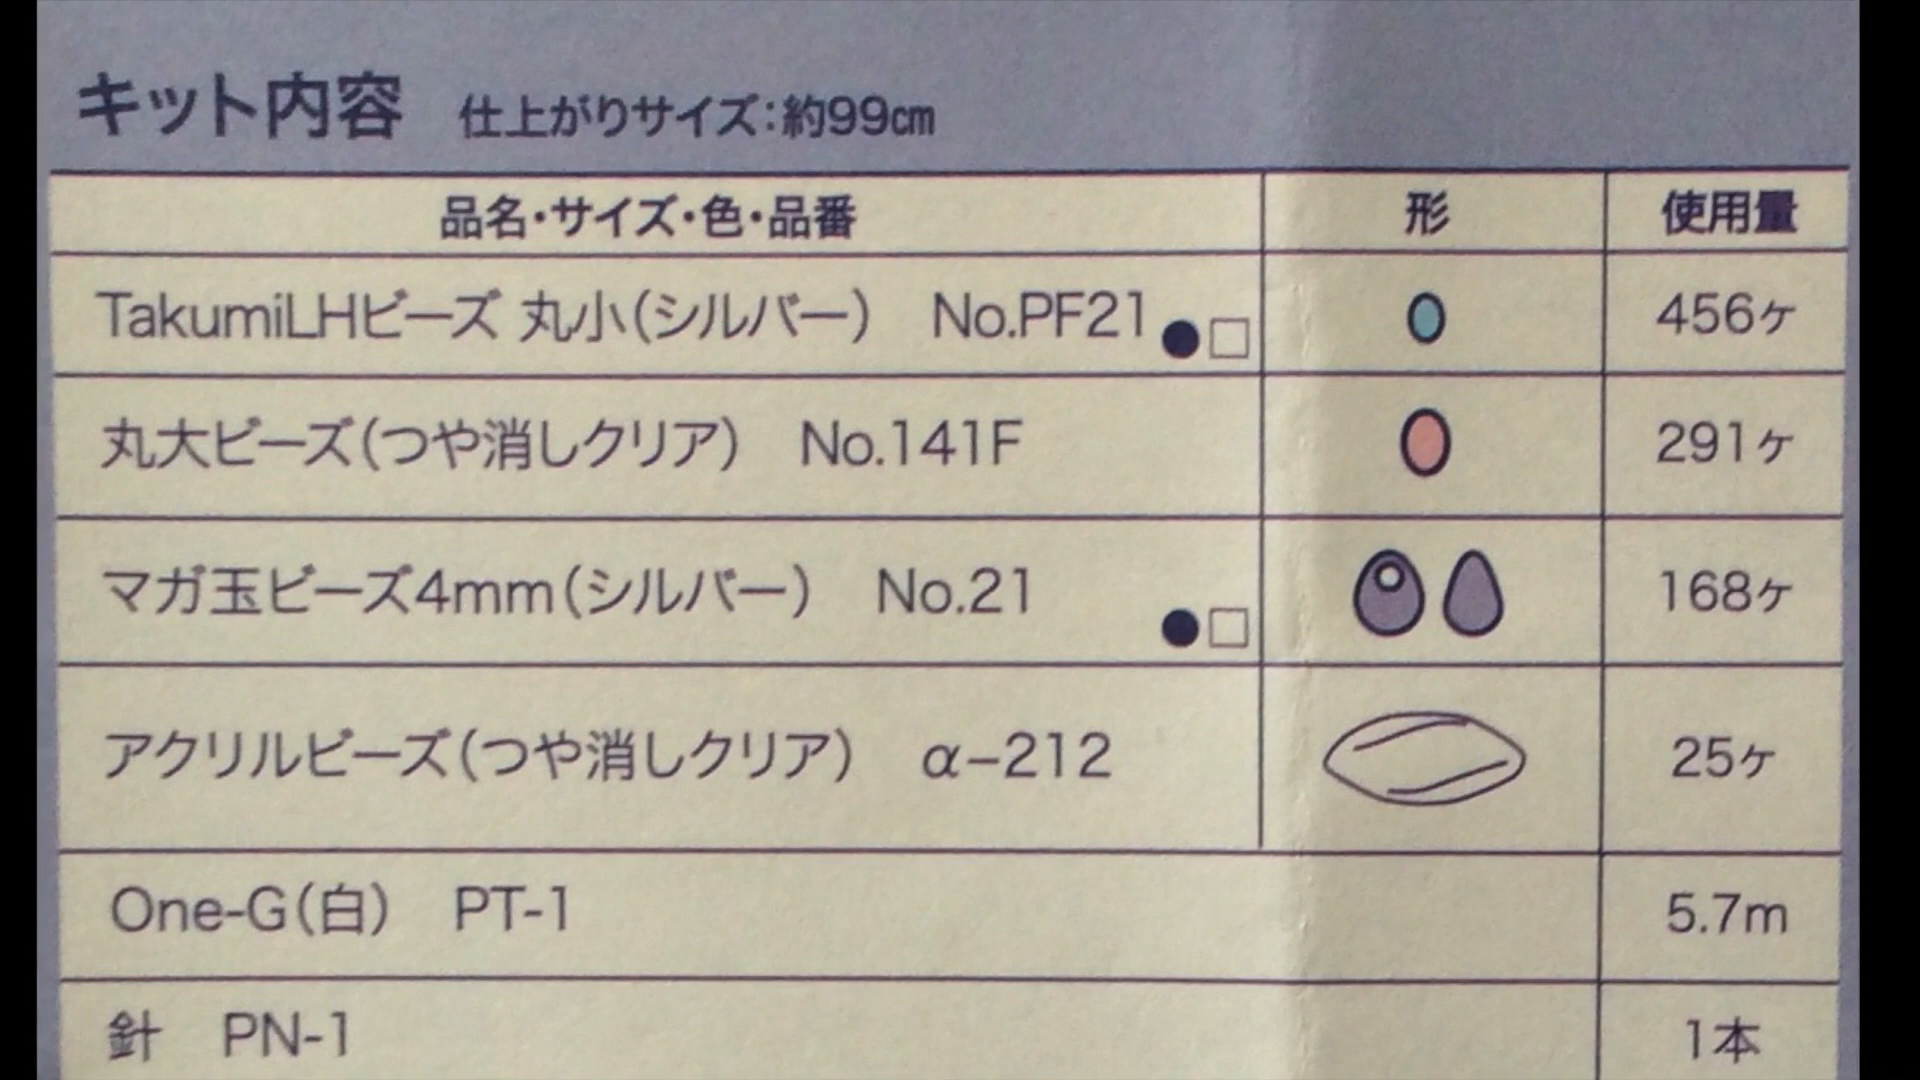 キット内容 仕上がりサイズ:約99㎝
品名・サイズ・色・品番 形 使用量
TakumiLHビーズ 丸小(シルバー) No.PF21 ●□ 456ヶ
丸大ビーズ(つや消しクリア) No.141F 291ヶ
マガ玉ビーズ4mm(シルバー) No.21 ●□ 168ヶ
アクリルビーズ(つや消しクリア) α−212 25ヶ
One-G(白) PT-1 5.7m
針 PN-1 1本